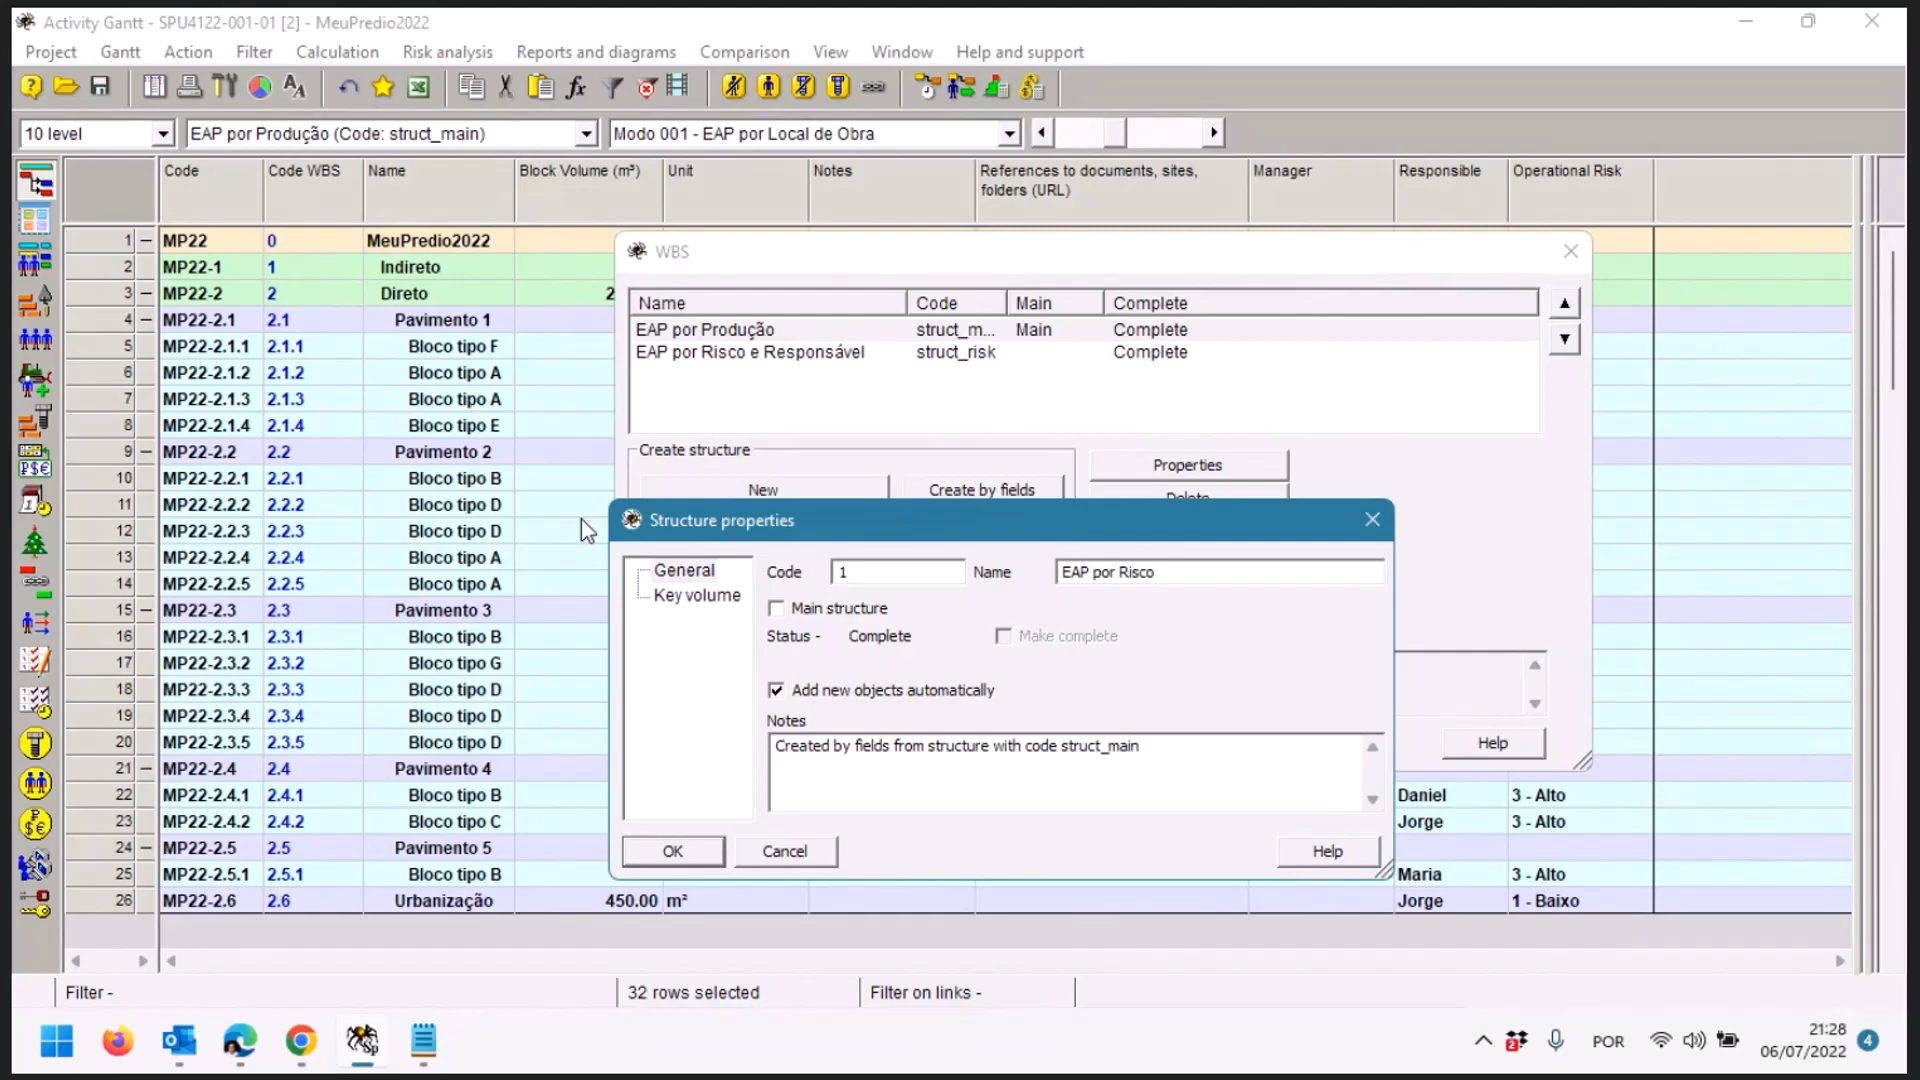 Activity Gantt - SPU4122-001-01 [2] - MeuPredio2022
Project Gantt Action Filter Calculation Risk analysis Reports and diagrams Comparison View Window Help and support
10 level EAP por Produção (Code: struct_main) Modo 001 - EAP por Local de Obra
Code Code WBS Name Block Volume (m³) Unit Notes References to documents, sites, Manager Responsible Operational Risk
folders (URL)
1 MP22 0 MeuPredio2022
2 MP22-1 1 Indireto
3 MP22-2 2 Direto 2
4 MP22-2.1 2.1 Pavimento 1
5 MP22-2.1.1 2.1.1 Bloco tipo F
6 MP22-2.1.2 2.1.2 Bloco tipo A
7 MP22-2.1.3 2.1.3 Bloco tipo A
8 MP22-2.1.4 2.1.4 Bloco tipo E
9 MP22-2.2 2.2 Pavimento 2
10 MP22-2.2.1 2.2.1 Bloco tipo B
11 MP22-2.2.2 2.2.2 Bloco tipo D
12 MP22-2.2.3 2.2.3 Bloco tipo D
13 MP22-2.2.4 2.2.4 Bloco tipo A
14 MP22-2.2.5 2.2.5 Bloco tipo A
15 MP22-2.3 2.3 Pavimento 3
16 MP22-2.3.1 2.3.1 Bloco tipo B
17 MP22-2.3.2 2.3.2 Bloco tipo G
18 MP22-2.3.3 2.3.3 Bloco tipo D
19 MP22-2.3.4 2.3.4 Bloco tipo D
20 MP22-2.3.5 2.3.5 Bloco tipo D
21 MP22-2.4 2.4 Pavimento 4
22 MP22-2.4.1 2.4.1 Bloco tipo B Daniel 3 - Alto
23 MP22-2.4.2 2.4.2 Bloco tipo C Jorge 3 - Alto
24 MP22-2.5 2.5 Pavimento 5
25 MP22-2.5.1 2.5.1 Bloco tipo B Maria 3 - Alto
26 MP22-2.6 2.6 Urbanização 450.00 m² Jorge 1 - Baixo
WBS
Name Code Main Complete
EAP por Produção struct_m... Main Complete
EAP por Risco e Responsável struct_risk Complete
Create structure
New Create by fields
Properties
Delete
Help
Structure properties
General
Key volume
Code 1 Name EAP por Risco
Main structure
Status - Complete Make complete
Add new objects automatically
Notes
Created by fields from structure with code struct_main
OK Cancel Help
Filter - 32 rows selected Filter on links -
Sp
2
POR
21:28
06/07/2022
4